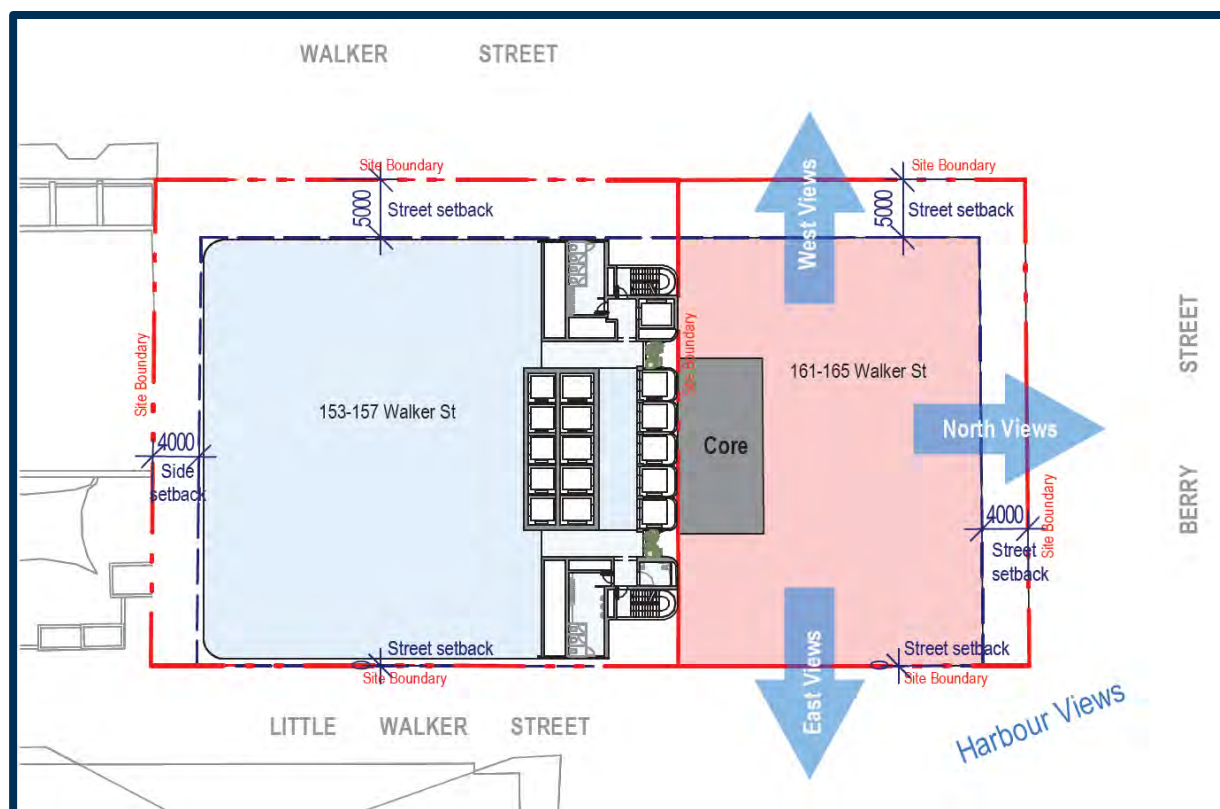 WALKER STREET
Site Boundary
Site Boundary
5000
Street setback
5000
Street setback
West Views
STREET
Site Boundary
Site Boundary
161-165 Walker St
153-157 Walker St
North Views
4000
Side
setback
Core
BERRY
Site Boundary
4000
Street
setback
Street setback
0
Site Boundary
Street setback
0
Site Boundary
East Views
LITTLE WALKER STREET
Harbour Views